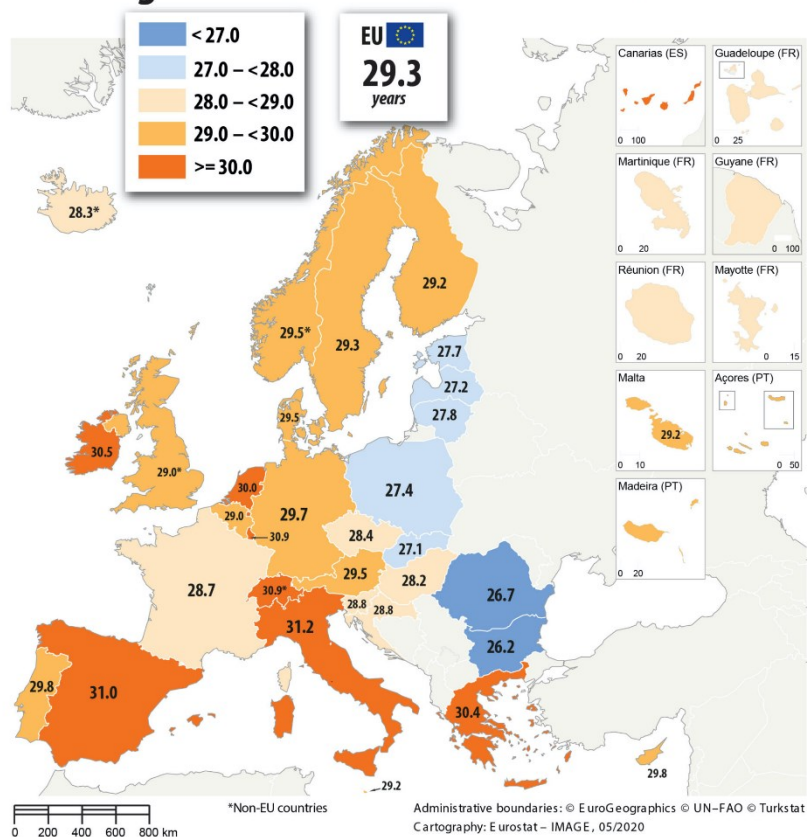 < 27.0
27.0 – <28.0
28.0 – <29.0
29.0 – <30.0
>= 30.0
EU
29.3
years
Canarias (ES)
0 100
Guadeloupe (FR)
0 25
Martinique (FR)
0 20
Guyane (FR)
0 100
Réunion (FR)
0 20
Mayotte (FR)
0 15
Malta
29.2
0 10
Açores (PT)
0 50
Madeira (PT)
0 20
28.3*
29.2
29.5*
29.3
27.7
27.2
27.8
29.5
30.5
29.0*
30.0
29.7
27.4
29.0
30.9
28.4
27.1
28.7
29.5
28.2
30.9*
28.8
28.8
26.7
31.2
26.2
29.8
31.0
30.4
29.2
29.8
0 200 400 600 800 km
*Non-EU countries
Administrative boundaries: © EuroGeographics © UN–FAO © Turkstat
Cartography: Eurostat – IMAGE, 05/2020